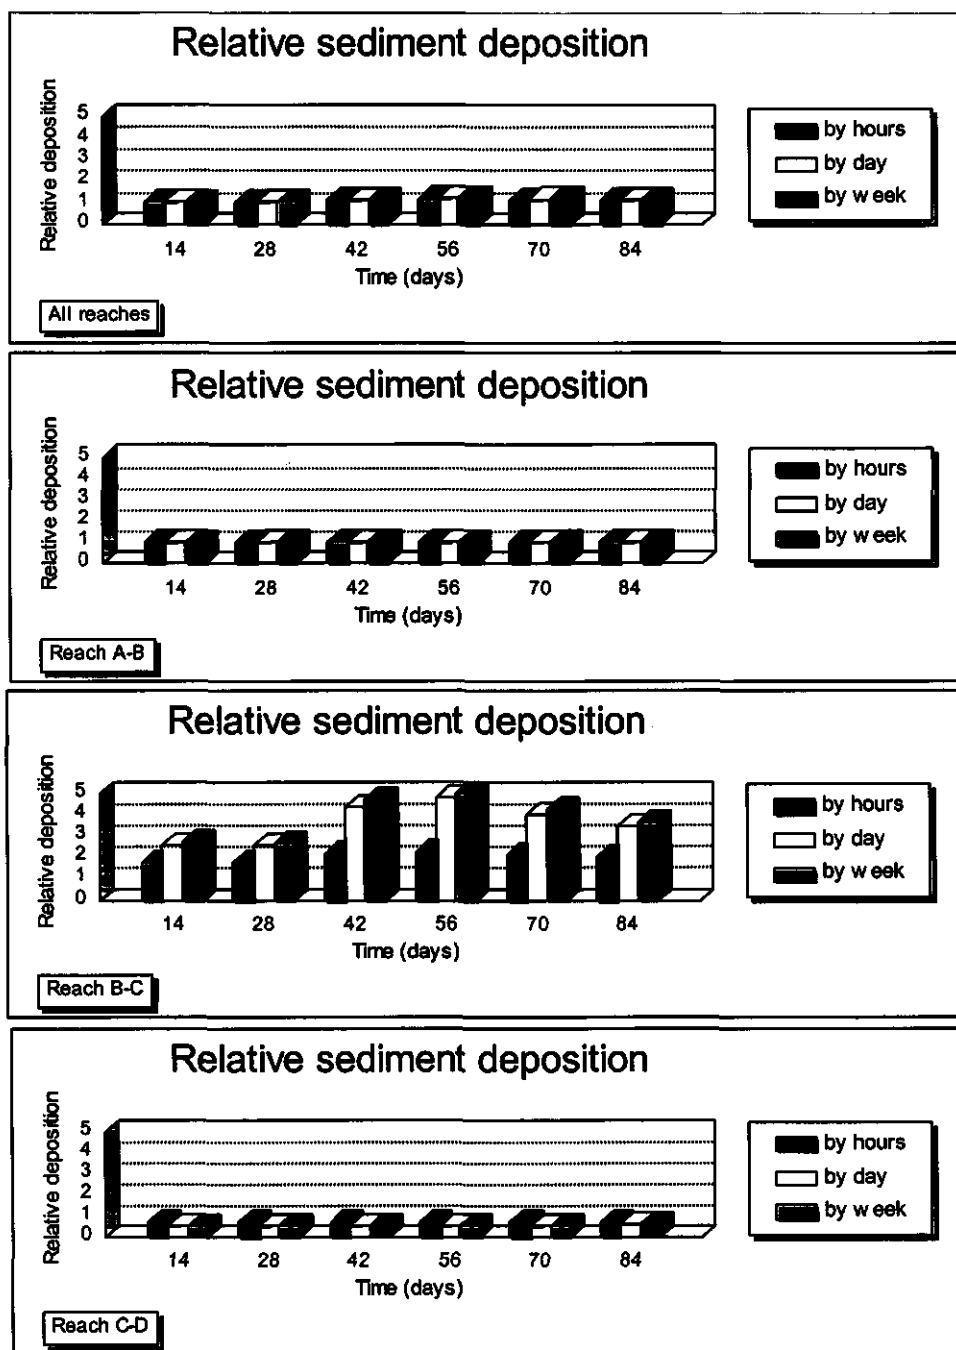 Relative sediment deposition
Relative deposition
5
4
3
2
1
0
14 28 42 56 70 84
Time (days)
by hours
by day
by week
All reaches
Relative sediment deposition
Relative deposition
5
4
3
2
1
0
14 28 42 56 70 84
Time (days)
by hours
by day
by week
Reach A-B
Relative sediment deposition
Relative deposition
5
4
3
2
1
0
14 28 42 56 70 84
Time (days)
by hours
by day
by week
Reach B-C
Relative sediment deposition
Relative deposition
5
4
3
2
1
0
14 28 42 56 70 84
Time (days)
by hours
by day
by week
Reach C-D